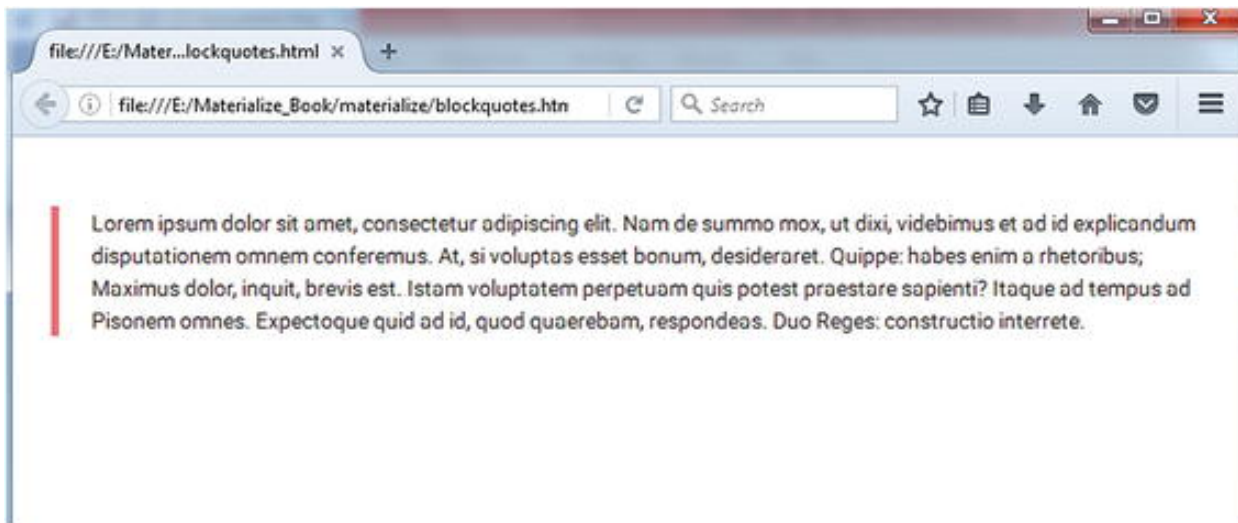 file:///E:/Mater...lockquotes.html
file:///E:/Materialize_Book/materialize/blockquotes.htm
Search
Lorem ipsum dolor sit amet, consectetur adipiscing elit. Nam de summo mox, ut dixi, videbimus et ad id explicandum
disputationem omnem conferemus. At, si voluptas esset bonum, desideraret. Quippe: habes enim a rhetoribus;
Maximus dolor, inquit, brevis est. Istam voluptatem perpetuam quis potest praestare sapienti? Itaque ad tempus ad
Pisonem omnes. Expectoque quid ad id, quod quaerebam, respondeas. Duo Reges: constructio interrete.